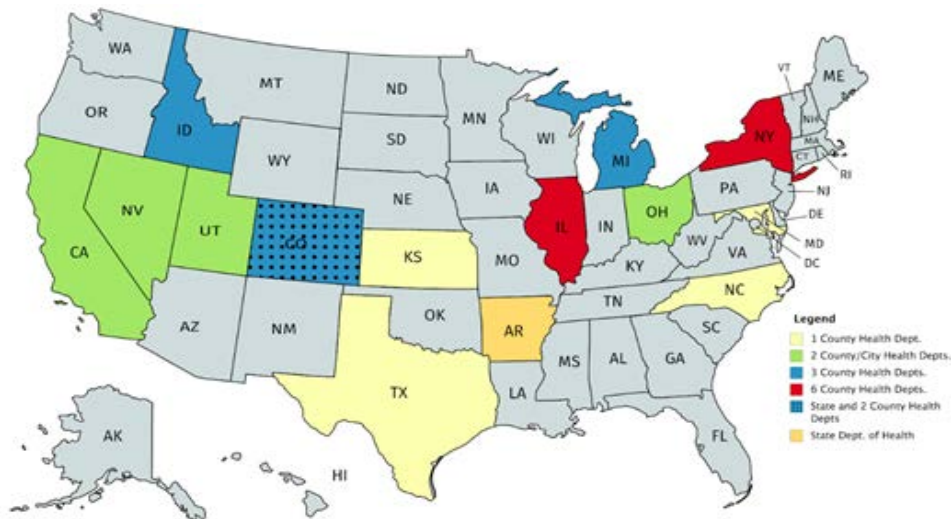 WA
MT
ND
MN
VT
ME
OR
ID
SD
WI
MI
NY
NH
MA
CT
RI
WY
IA
NE
PA
NJ
NV
UT
CO
IL
IN
OH
DE
CA
KS
MO
WV
VA
MD
KY
DC
AZ
NM
OK
AR
TN
NC
SC
TX
LA
MS
AL
GA
FL
AK
HI
Legend
1 County Health Dept.
2 County/City Health Depts.
3 County Health Depts.
6 County Health Depts.
State and 2 County Health
Depts
State Dept. of Health